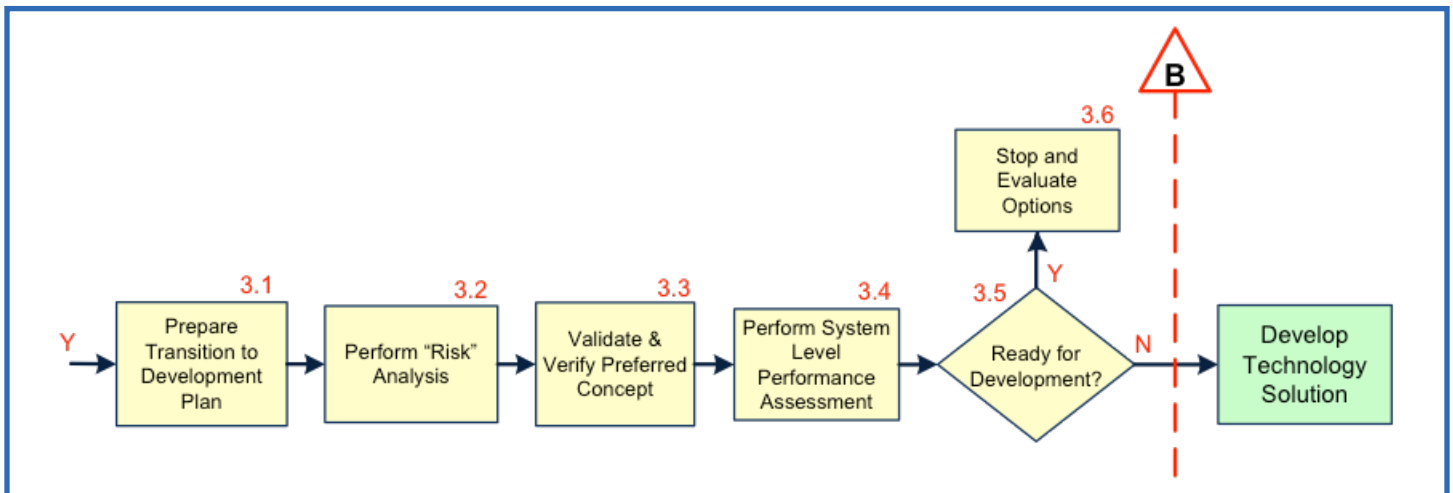 B
3.6
Stop and
Evaluate
Options
Y
3.1
Prepare
Transition to
Development
Plan
Y
3.2
Perform “Risk”
Analysis
3.3
Validate &
Verify Preferred
Concept
3.4
Perform System
Level
Performance
Assessment
3.5
Ready for
Development?
N
Develop
Technology
Solution